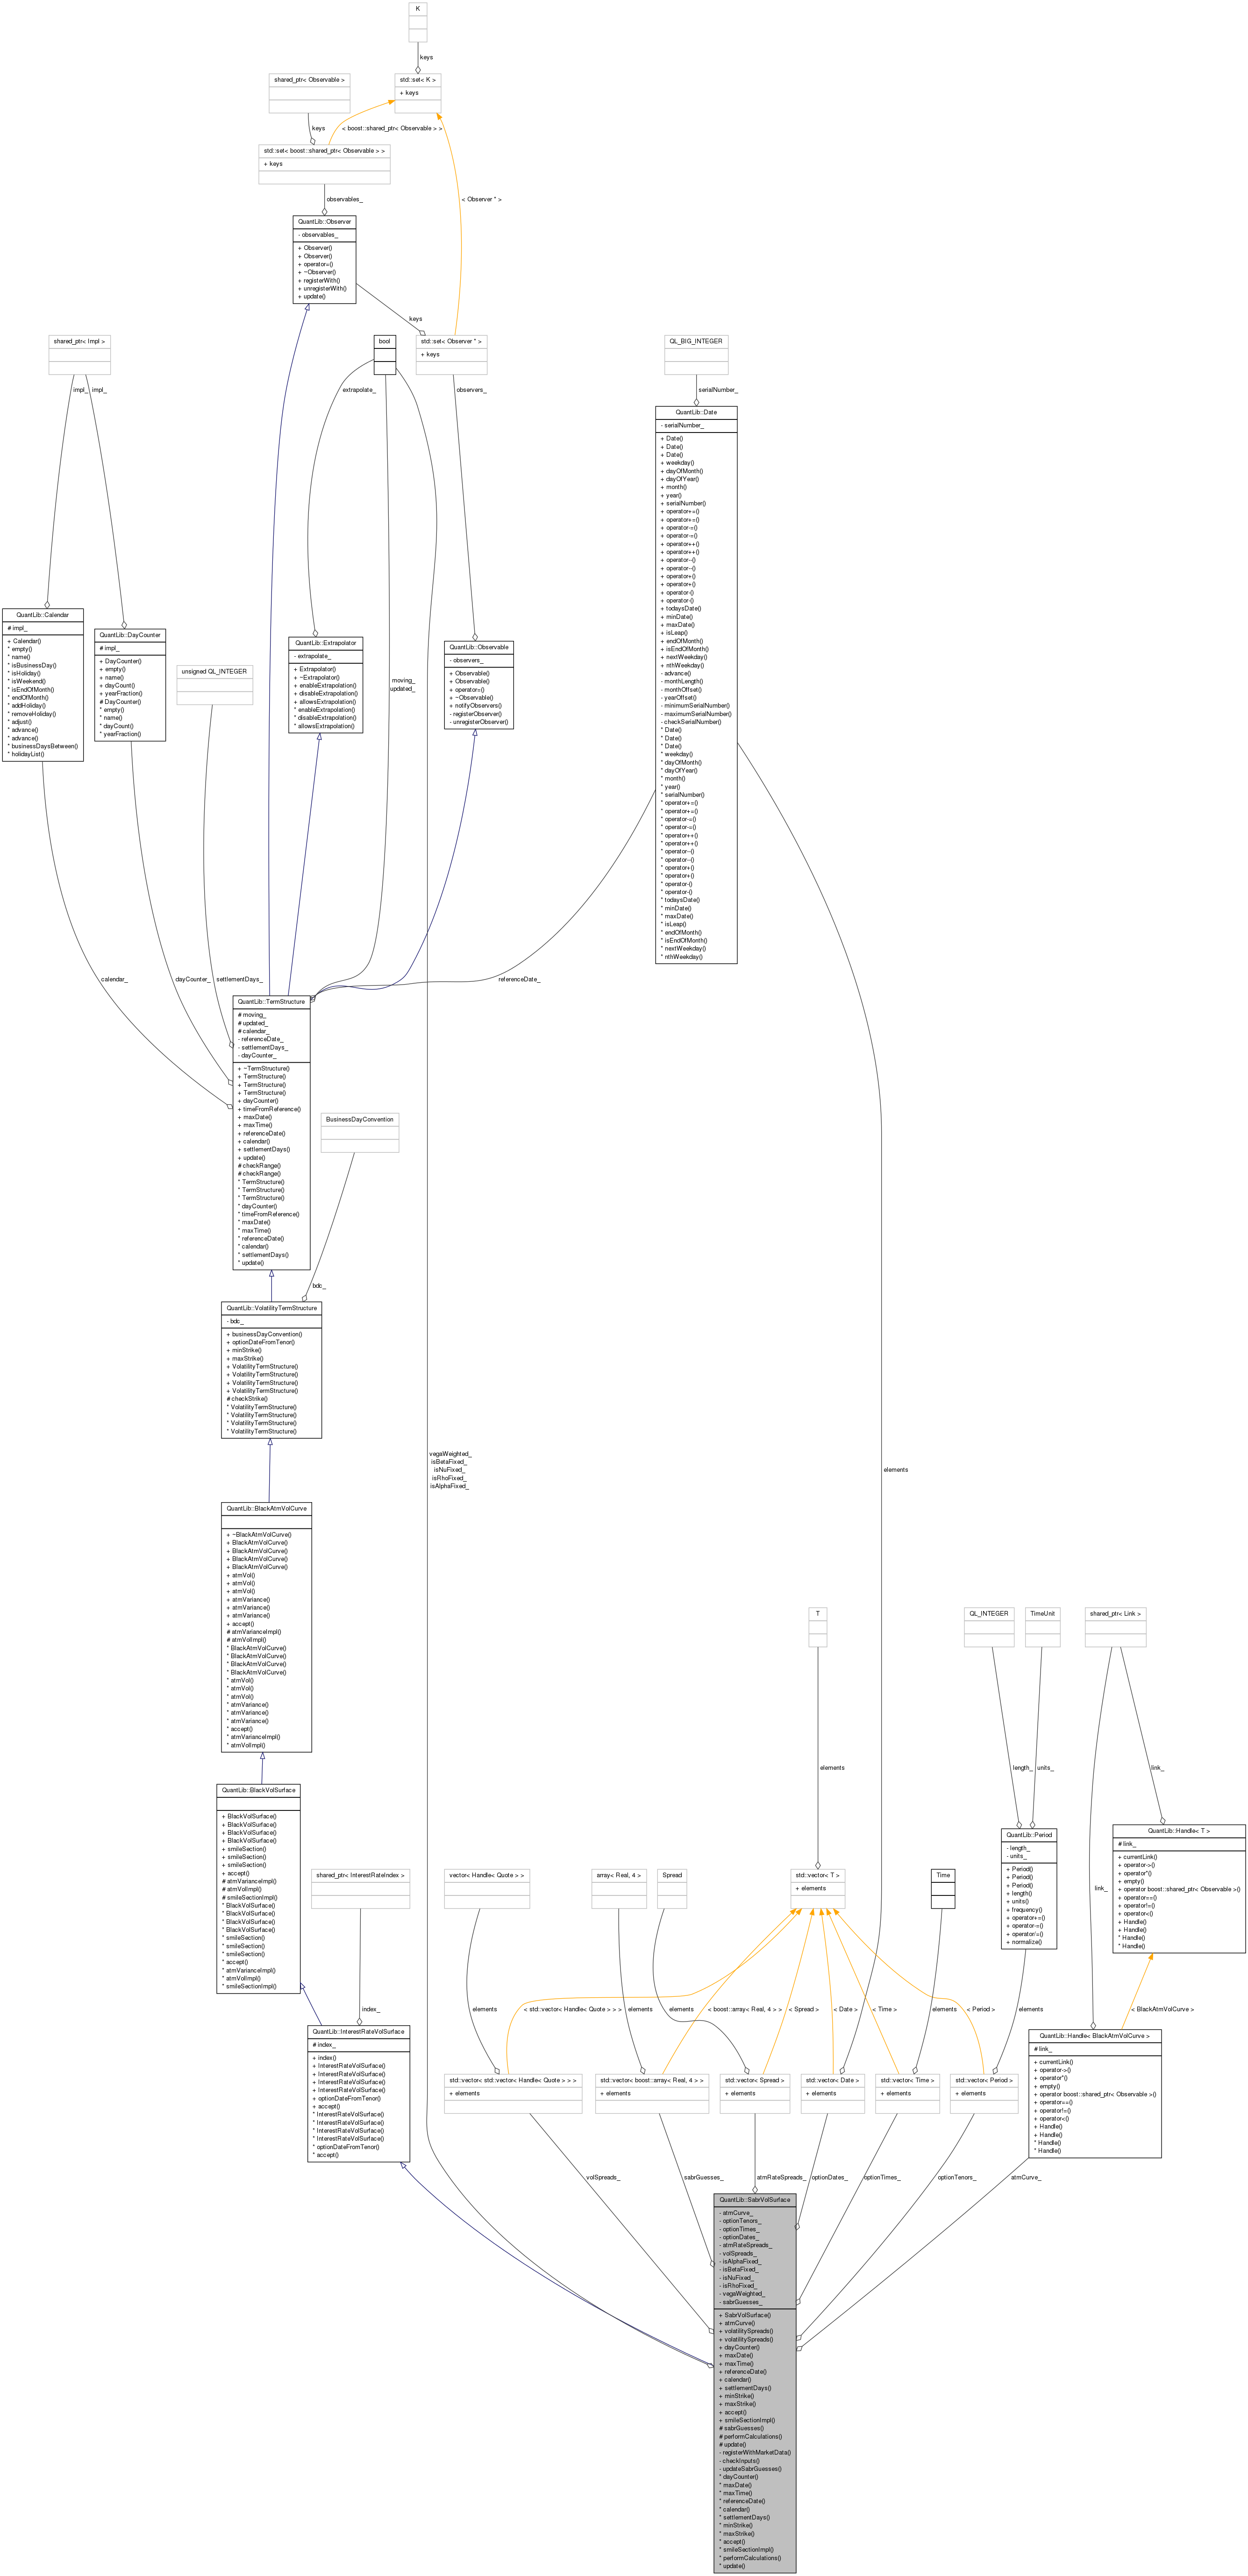 K
keys
shared_ptr< Observable >
std::set< K >
+ keys
keys
< boost::shared_ptr< Observable > >
std::set< boost::shared_ptr< Observable > >
+ keys
observables_
< Observer * >
QuantLib::Observer
- observables_
+ Observer()
+ Observer()
+ operator=()
+ ~Observer()
+ registerWith()
+ unregisterWith()
+ update()
keys
shared_ptr< Impl >
bool
std::set< Observer * >
+ keys
QL_BIG_INTEGER
impl_
impl_
extrapolate_
observers_
serialNumber_
QuantLib::Date
- serialNumber_
+ Date()
+ Date()
+ Date()
+ weekday()
+ dayOfMonth()
+ dayOfYear()
+ month()
+ year()
+ serialNumber()
+ operator+=()
+ operator+=()
+ operator-=()
+ operator-=()
+ operator++()
+ operator++()
+ operator--()
+ operator--()
+ operator+()
+ operator+()
+ operator-()
+ operator-()
+ todaysDate()
+ minDate()
+ maxDate()
+ isLeap()
+ endOfMonth()
+ isEndOfMonth()
+ nextWeekday()
+ nthWeekday()
- advance()
- monthLength()
- monthOffset()
- yearOffset()
- minimumSerialNumber()
- maximumSerialNumber()
- checkSerialNumber()
* Date()
* Date()
* Date()
* weekday()
* dayOfMonth()
* dayOfYear()
* month()
* year()
* serialNumber()
* operator+=()
* operator+=()
* operator-=()
* operator-=()
* operator++()
* operator++()
* operator--()
* operator--()
* operator+()
* operator+()
* operator-()
* operator-()
* todaysDate()
* minDate()
* maxDate()
* isLeap()
* endOfMonth()
* isEndOfMonth()
* nextWeekday()
* nthWeekday()
QuantLib::Calendar
# impl_
+ Calendar()
* empty()
* name()
* isBusinessDay()
* isHoliday()
* isWeekend()
* isEndOfMonth()
* endOfMonth()
* addHoliday()
* removeHoliday()
* adjust()
* advance()
* advance()
* businessDaysBetween()
* holidayList()
QuantLib::DayCounter
# impl_
+ DayCounter()
+ empty()
+ name()
+ dayCount()
+ yearFraction()
# DayCounter()
* empty()
* name()
* dayCount()
* yearFraction()
unsigned QL_INTEGER
QuantLib::Extrapolator
- extrapolate_
+ Extrapolator()
+ ~Extrapolator()
+ enableExtrapolation()
+ disableExtrapolation()
+ allowsExtrapolation()
* enableExtrapolation()
* disableExtrapolation()
* allowsExtrapolation()
moving_
updated_
QuantLib::Observable
- observers_
+ Observable()
+ Observable()
+ operator=()
+ ~Observable()
+ notifyObservers()
- registerObserver()
- unregisterObserver()
calendar_
dayCounter_
settlementDays_
referenceDate_
QuantLib::TermStructure
# moving_
# updated_
# calendar_
- referenceDate_
- settlementDays_
- dayCounter_
+ ~TermStructure()
+ TermStructure()
+ TermStructure()
+ TermStructure()
+ dayCounter()
+ timeFromReference()
+ maxDate()
+ maxTime()
+ referenceDate()
+ calendar()
+ settlementDays()
+ update()
# checkRange()
# checkRange()
* TermStructure()
* TermStructure()
* TermStructure()
* dayCounter()
* timeFromReference()
* maxDate()
* maxTime()
* referenceDate()
* calendar()
* settlementDays()
* update()
BusinessDayConvention
bdc_
QuantLib::VolatilityTermStructure
- bdc_
+ businessDayConvention()
+ optionDateFromTenor()
+ minStrike()
+ maxStrike()
+ VolatilityTermStructure()
+ VolatilityTermStructure()
+ VolatilityTermStructure()
+ VolatilityTermStructure()
# checkStrike()
* VolatilityTermStructure()
* VolatilityTermStructure()
* VolatilityTermStructure()
* VolatilityTermStructure()
vegaWeighted_
isBetaFixed_
isNuFixed_
isRhoFixed_
isAlphaFixed_
elements
QuantLib::BlackAtmVolCurve
+ ~BlackAtmVolCurve()
+ BlackAtmVolCurve()
+ BlackAtmVolCurve()
+ BlackAtmVolCurve()
+ BlackAtmVolCurve()
+ atmVol()
+ atmVol()
+ atmVol()
+ atmVariance()
+ atmVariance()
+ atmVariance()
+ accept()
# atmVarianceImpl()
# atmVolImpl()
* BlackAtmVolCurve()
* BlackAtmVolCurve()
* BlackAtmVolCurve()
* BlackAtmVolCurve()
* atmVol()
* atmVol()
* atmVol()
* atmVariance()
* atmVariance()
* atmVariance()
* accept()
* atmVarianceImpl()
* atmVolImpl()
T
QL_INTEGER
TimeUnit
shared_ptr< Link >
elements
length_
units_
link_
link_
QuantLib::BlackVolSurface
+ BlackVolSurface()
+ BlackVolSurface()
+ BlackVolSurface()
+ BlackVolSurface()
+ smileSection()
+ smileSection()
+ smileSection()
+ accept()
# atmVarianceImpl()
# atmVolImpl()
# smileSectionImpl()
* BlackVolSurface()
* BlackVolSurface()
* BlackVolSurface()
* BlackVolSurface()
* smileSection()
* smileSection()
* smileSection()
* accept()
* atmVarianceImpl()
* atmVolImpl()
* smileSectionImpl()
shared_ptr< InterestRateIndex >
vector< Handle< Quote > >
array< Real, 4 >
Spread
std::vector< T >
+ elements
Time
QuantLib::Period
- length_
- units_
+ Period()
+ Period()
+ Period()
+ length()
+ units()
+ frequency()
+ operator+=()
+ operator-=()
+ operator/=()
+ normalize()
QuantLib::Handle< T >
# link_
+ currentLink()
+ operator->()
+ operator*()
+ empty()
+ operator boost::shared_ptr< Observable >()
+ operator==()
+ operator!=()
+ operator<()
+ Handle()
+ Handle()
* Handle()
* Handle()
index_
elements
< std::vector< Handle< Quote > > >
elements
elements
< boost::array< Real, 4 > >
< Spread >
< Date >
< Time >
elements
< Period >
elements
< BlackAtmVolCurve >
QuantLib::InterestRateVolSurface
# index_
+ index()
+ InterestRateVolSurface()
+ InterestRateVolSurface()
+ InterestRateVolSurface()
+ InterestRateVolSurface()
+ optionDateFromTenor()
+ accept()
* InterestRateVolSurface()
* InterestRateVolSurface()
* InterestRateVolSurface()
* InterestRateVolSurface()
* optionDateFromTenor()
* accept()
std::vector< std::vector< Handle< Quote > > >
+ elements
std::vector< boost::array< Real, 4 > >
+ elements
std::vector< Spread >
+ elements
std::vector< Date >
+ elements
std::vector< Time >
+ elements
std::vector< Period >
+ elements
QuantLib::Handle< BlackAtmVolCurve >
# link_
+ currentLink()
+ operator->()
+ operator*()
+ empty()
+ operator boost::shared_ptr< Observable >()
+ operator==()
+ operator!=()
+ operator<()
+ Handle()
+ Handle()
* Handle()
* Handle()
volSpreads_
sabrGuesses_
atmRateSpreads_
optionDates_
optionTimes_
optionTenors_
atmCurve_
QuantLib::SabrVolSurface
- atmCurve_
- optionTenors_
- optionTimes_
- optionDates_
- atmRateSpreads_
- volSpreads_
- isAlphaFixed_
- isBetaFixed_
- isNuFixed_
- isRhoFixed_
- vegaWeighted_
- sabrGuesses_
+ SabrVolSurface()
+ atmCurve()
+ volatilitySpreads()
+ volatilitySpreads()
+ dayCounter()
+ maxDate()
+ maxTime()
+ referenceDate()
+ calendar()
+ settlementDays()
+ minStrike()
+ maxStrike()
+ accept()
+ smileSectionImpl()
# sabrGuesses()
# performCalculations()
# update()
- registerWithMarketData()
- checkInputs()
- updateSabrGuesses()
* dayCounter()
* maxDate()
* maxTime()
* referenceDate()
* calendar()
* settlementDays()
* minStrike()
* maxStrike()
* accept()
* smileSectionImpl()
* performCalculations()
* update()